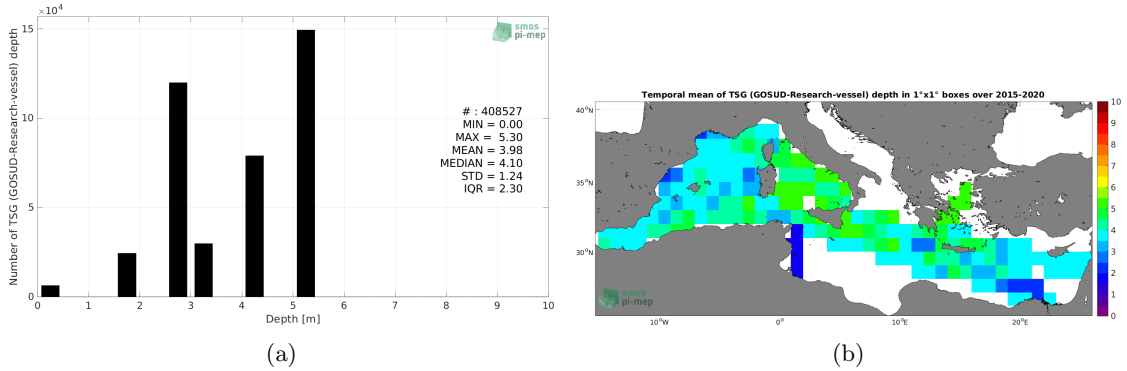 ×10⁴
15
10
5
0
Number of TSG (GOSUD-Research-vessel) depth
0 1 2 3 4 5 6 7 8 9 10
Depth [m]
smos
pi-mep
# : 408527
MIN = 0.00
MAX = 5.30
MEAN = 3.98
MEDIAN = 4.10
STD = 1.24
IQR = 2.30
(a)
Temporal mean of TSG (GOSUD-Research-vessel) depth in 1°x1° boxes over 2015-2020
40°N
35°N
30°N
10°W 0° 10°E 20°E
smos
pi-mep
10
9
8
7
6
5
4
3
2
1
0
(b)